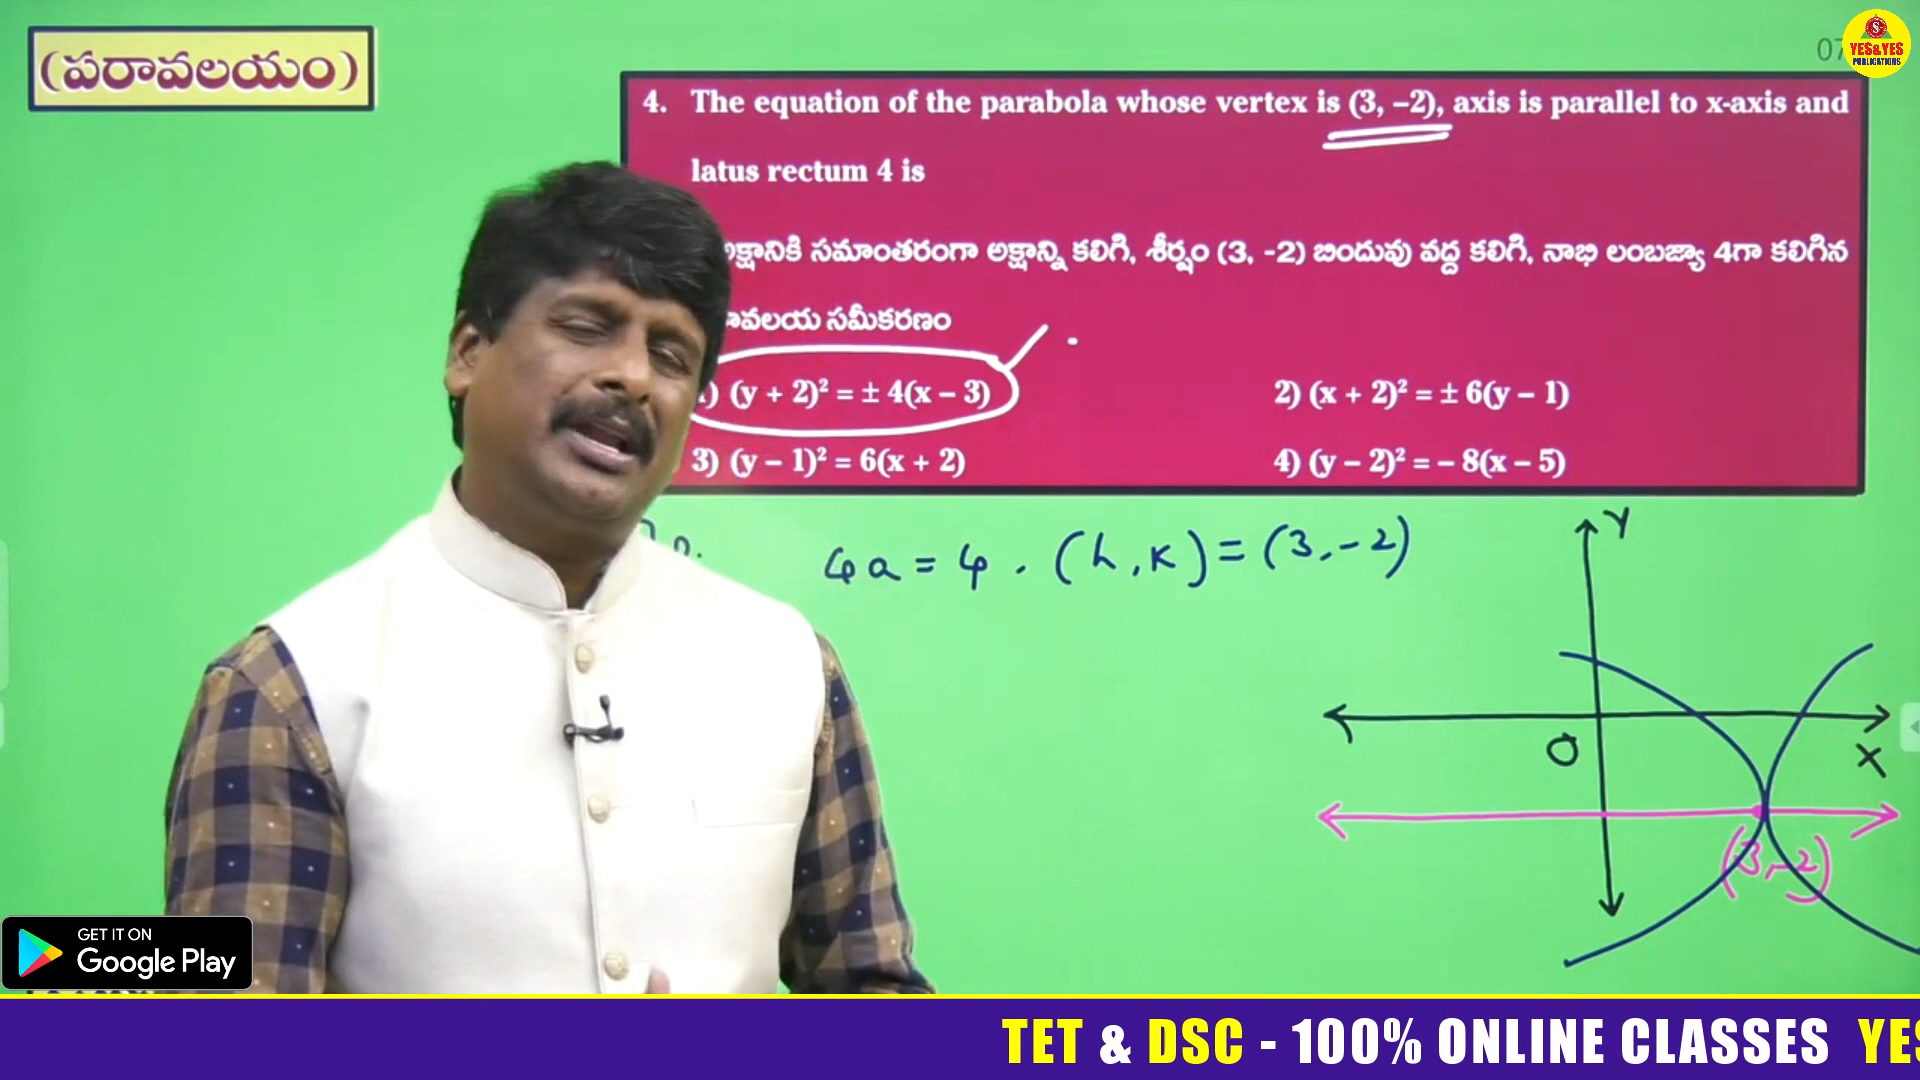 (పరావలయం)
07
YES&YES
PUBLICATIONS
4. The equation of the parabola whose vertex is (3, –2), axis is parallel to x-axis and
latus rectum 4 is
సమాంతరంగా అక్షాన్ని కలిగి, శీర్షం (3, -2) బిందువు వద్ద కలిగి, నాభి లంబజ్యా 4గా కలిగిన
సమీకరణం
(y + 2)² = ± 4(x – 3)
2) (x + 2)² = ± 6(y – 1)
3) (y – 1)² = 6(x + 2)
4) (y – 2)² = – 8(x – 5)
4a = 4 . (h, k) = (3, -2)
Y
O
X
(3, -2)
GET IT ON
Google Play
TET & DSC - 100% ONLINE CLASSES YES